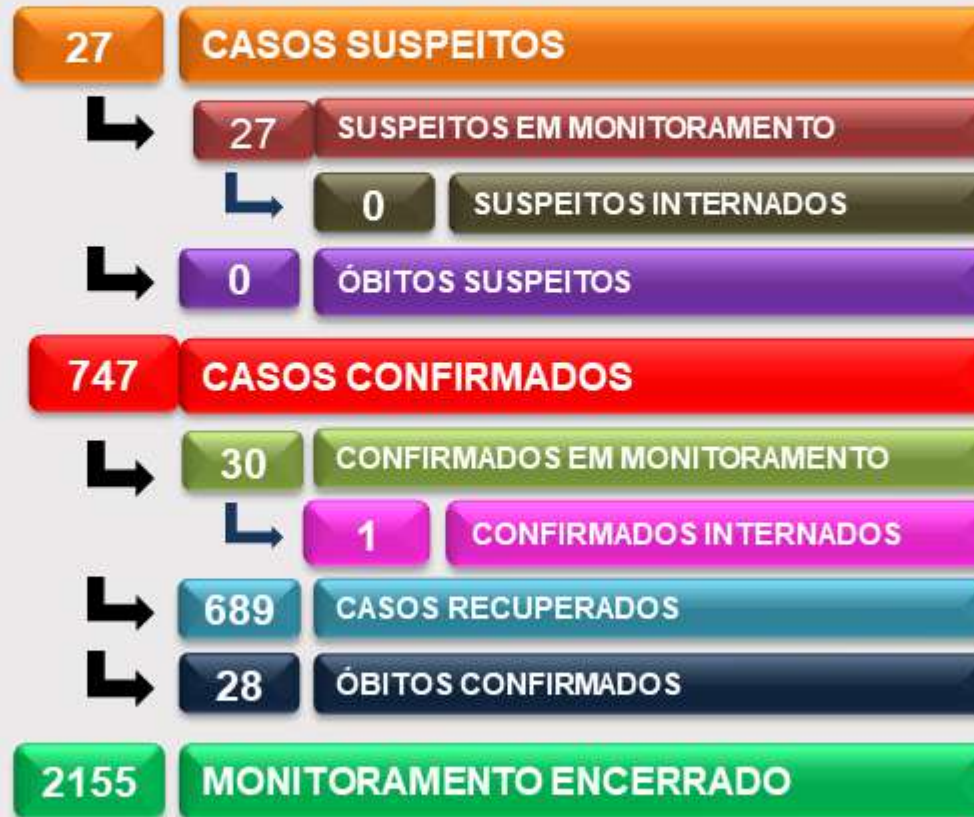 27 CASOS SUSPEITOS
27 SUSPEITOS EM MONITORAMENTO
0 SUSPEITOS INTERNADOS
0 ÓBITOS SUSPEITOS
747 CASOS CONFIRMADOS
30 CONFIRMADOS EM MONITORAMENTO
1 CONFIRMADOS INTERNADOS
689 CASOS RECUPERADOS
28 ÓBITOS CONFIRMADOS
2155 MONITORAMENTO ENCERRADO